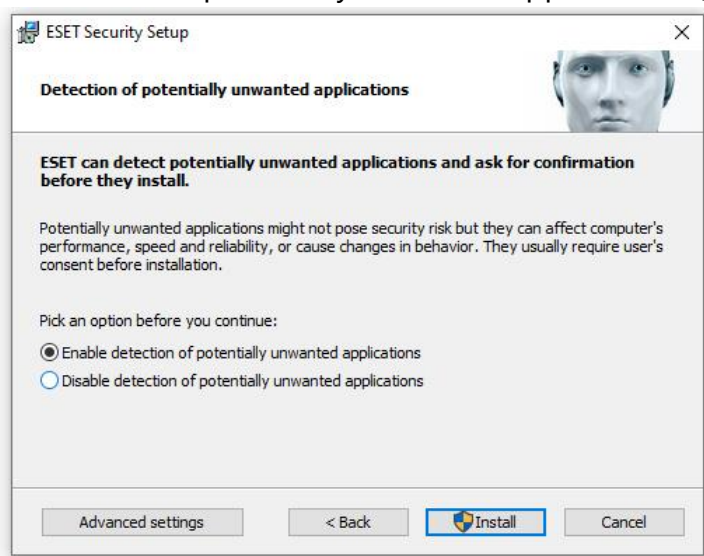 ESET Security Setup
Detection of potentially unwanted applications
ESET can detect potentially unwanted applications and ask for confirmation
before they install.
Potentially unwanted applications might not pose security risk but they can affect computer's
performance, speed and reliability, or cause changes in behavior. They usually require user's
consent before installation.
Pick an option before you continue:
Enable detection of potentially unwanted applications
Disable detection of potentially unwanted applications
Advanced settings < Back Install Cancel